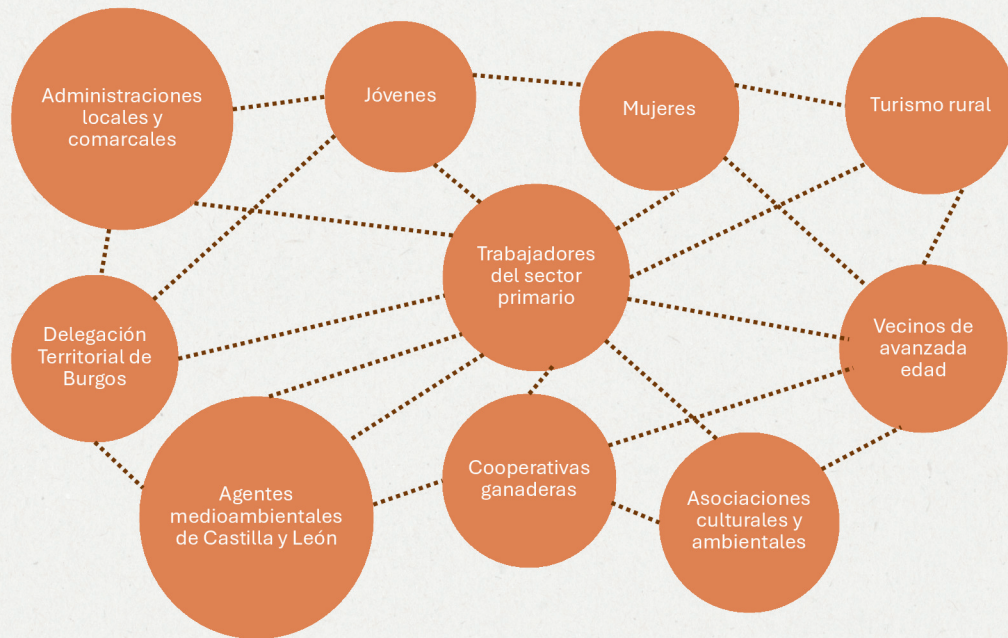 Administraciones
locales y
comarcales
Jóvenes
Mujeres
Turismo rural
Trabajadores
del sector
primario
Delegación
Territorial de
Burgos
Vecinos de
avanzada
edad
Agentes
medioambientales
de Castilla y León
Cooperativas
ganaderas
Asociaciones
culturales y
ambientales